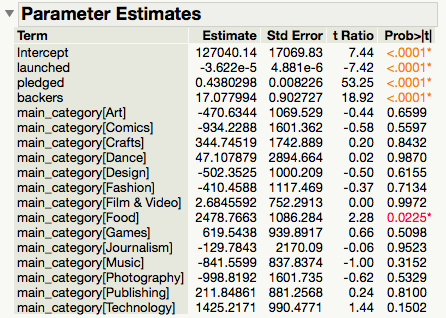 Parameter Estimates
Term Estimate Std Error t Ratio Prob>|t|
Intercept 127040.14 17069.83 7.44 <.0001*
launched -3.622e-5 4.881e-6 -7.42 <.0001*
pledged 0.4380298 0.008226 53.25 <.0001*
backers 17.077994 0.902727 18.92 <.0001*
main_category[Art] -470.6344 1069.529 -0.44 0.6599
main_category[Comics] -934.2288 1601.362 -0.58 0.5597
main_category[Crafts] 344.74519 1742.889 0.20 0.8432
main_category[Dance] 47.107879 2894.664 0.02 0.9870
main_category[Design] -502.3525 1000.209 -0.50 0.6155
main_category[Fashion] -410.4588 1117.469 -0.37 0.7134
main_category[Film & Video] 2.6845592 752.2913 0.00 0.9972
main_category[Food] 2478.7663 1086.284 2.28 0.0225*
main_category[Games] 619.5438 939.8917 0.66 0.5098
main_category[Journalism] -129.7843 2170.09 -0.06 0.9523
main_category[Music] -841.5599 837.8374 -1.00 0.3152
main_category[Photography] -998.8192 1601.735 -0.62 0.5329
main_category[Publishing] 211.84861 881.2568 0.24 0.8100
main_category[Technology] 1425.2171 990.4771 1.44 0.1502